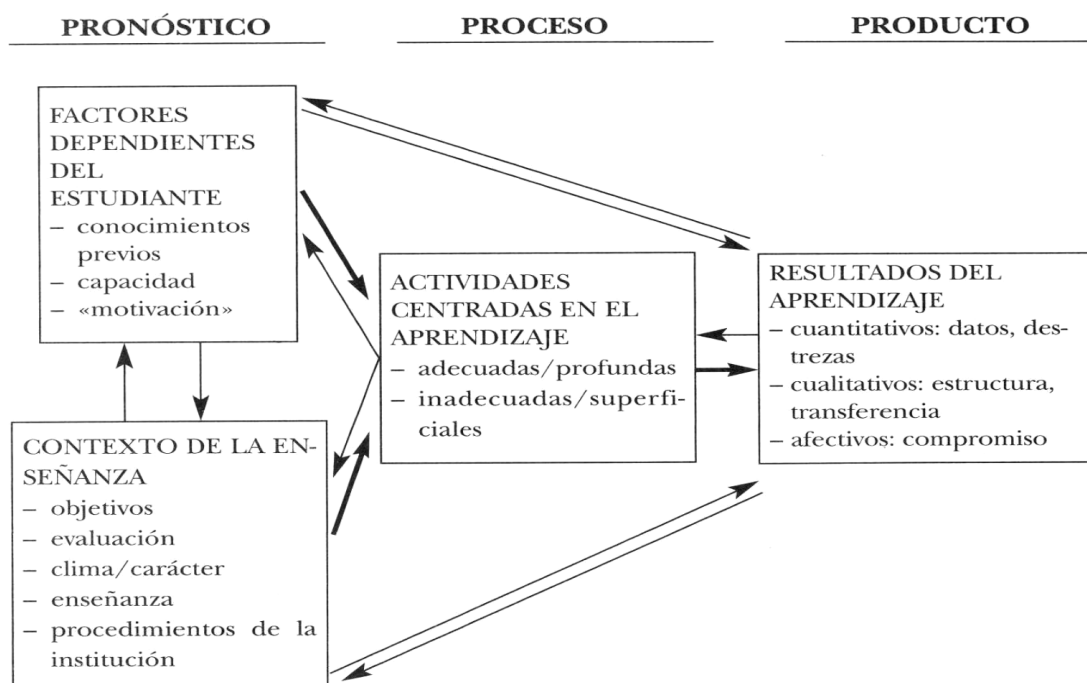 PRONÓSTICO
PROCESO
PRODUCTO
FACTORES
DEPENDIENTES
DEL
ESTUDIANTE
– conocimientos
previos
– capacidad
– «motivación»
CONTEXTO DE LA EN-
SEÑANZA
– objetivos
– evaluación
– clima/carácter
– enseñanza
– procedimientos de la
institución
ACTIVIDADES
CENTRADAS EN EL
APRENDIZAJE
– adecuadas/profundas
– inadecuadas/superfi-
ciales
RESULTADOS DEL
APRENDIZAJE
– cuantitativos: datos, des-
trezas
– cualitativos: estructura,
transferencia
– afectivos: compromiso